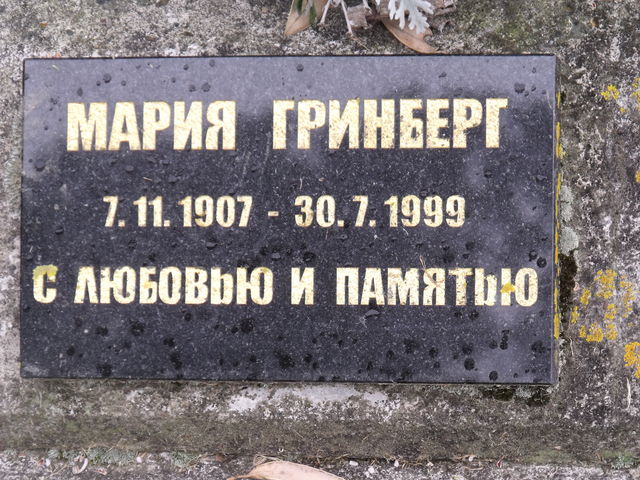 МАРИЯ ГРИНБЕРГ
7.11.1907 - 30.7.1999
С ЛЮБОВЬЮ И ПАМЯТЬЮ